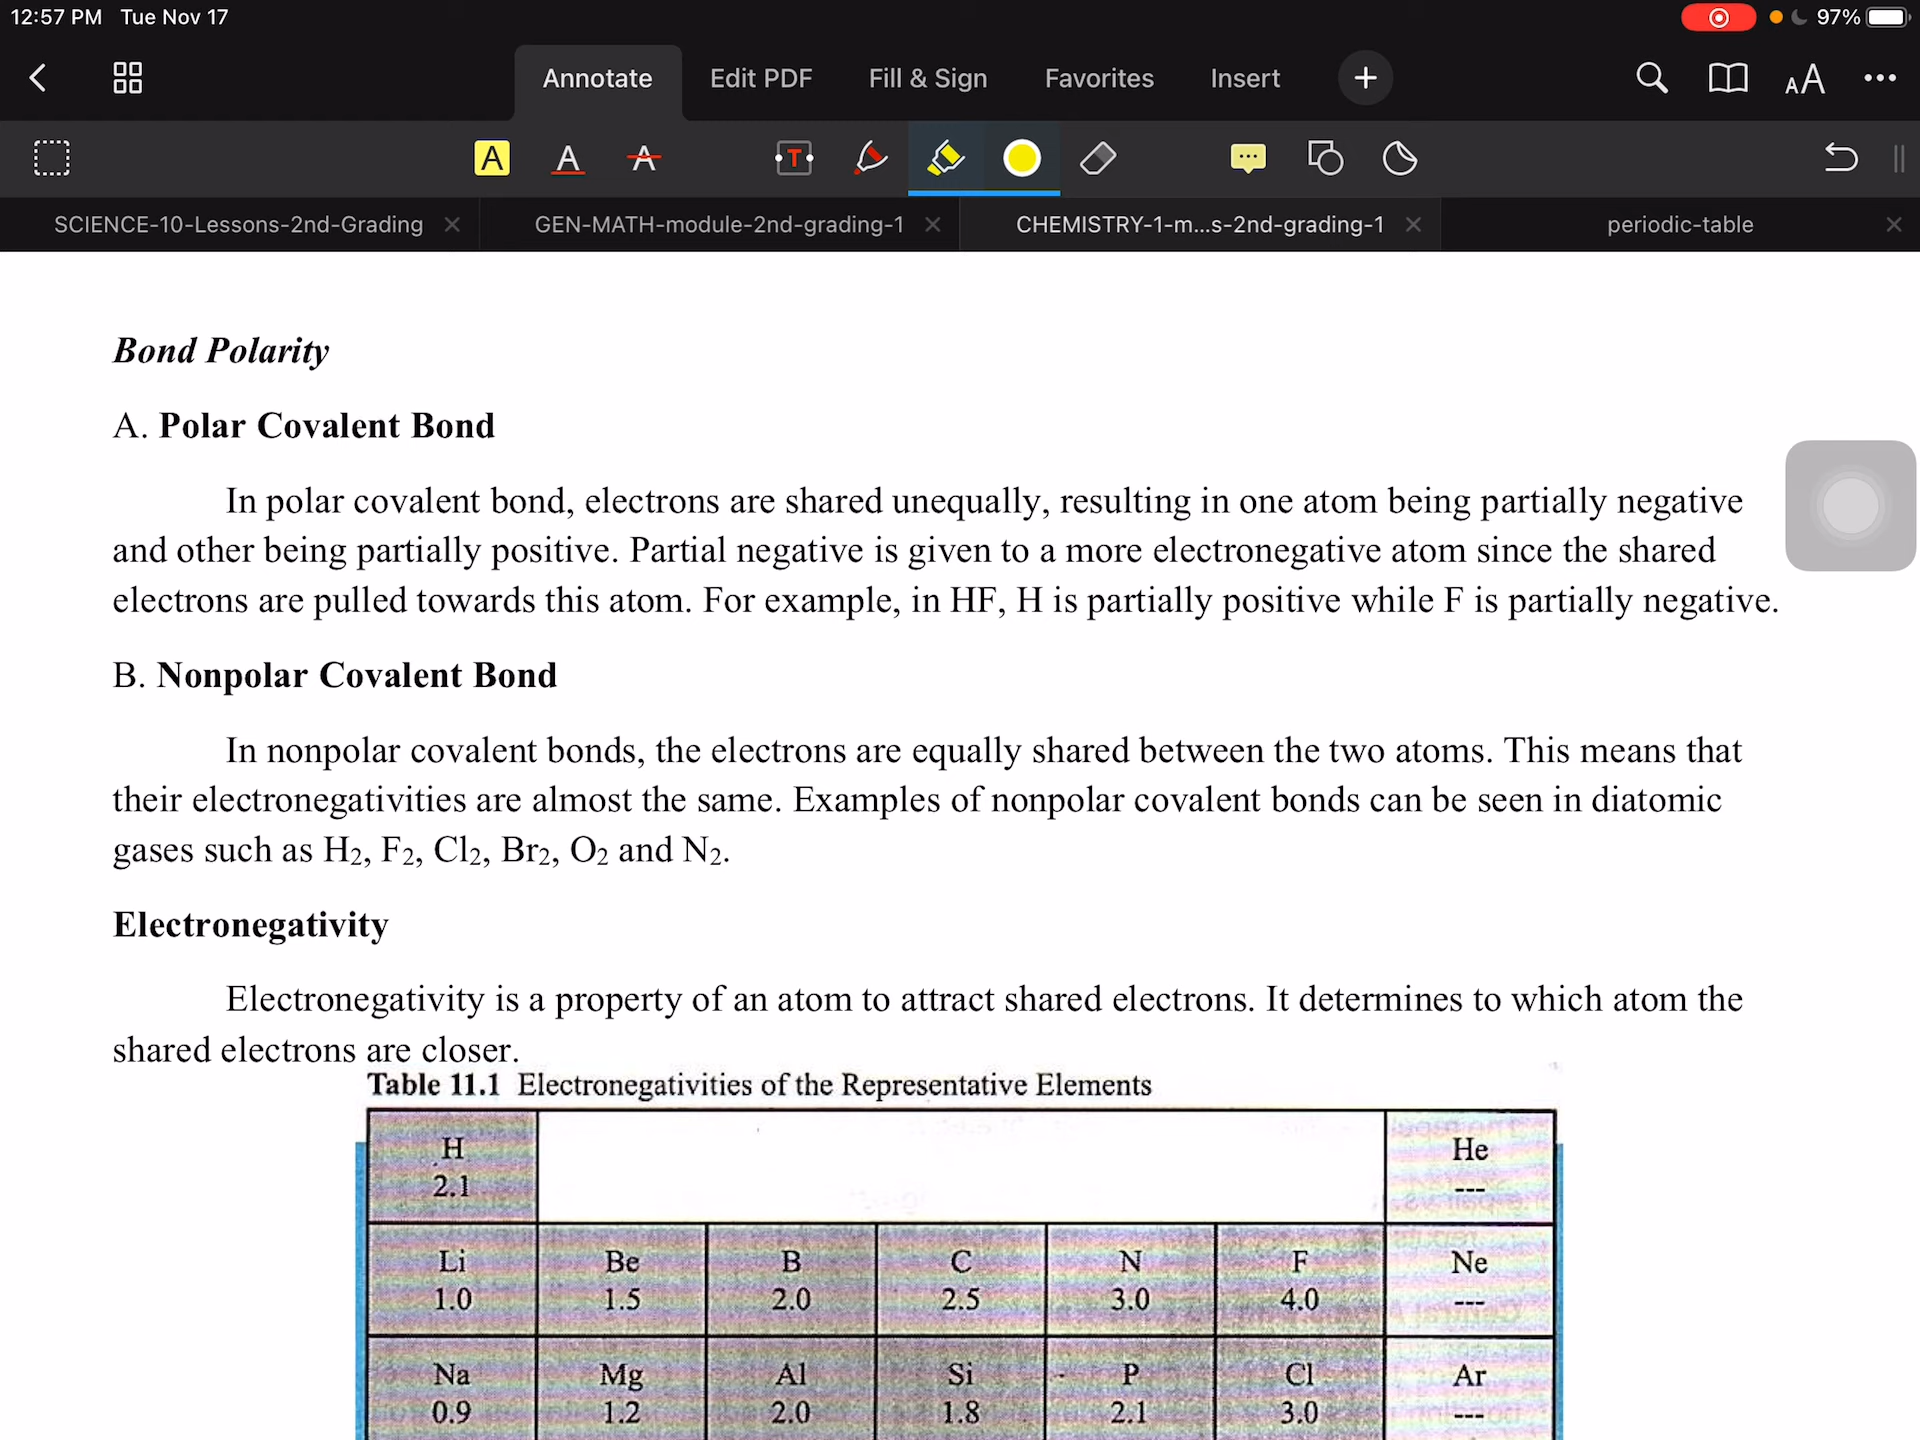 12:57 PM Tue Nov 17 97%
Annotate Edit PDF Fill & Sign Favorites Insert + AA
A A A T
SCIENCE-10-Lessons-2nd-Grading GEN-MATH-module-2nd-grading-1 CHEMISTRY-1-m...s-2nd-grading-1 periodic-table
Bond Polarity
A. Polar Covalent Bond
In polar covalent bond, electrons are shared unequally, resulting in one atom being partially negative
and other being partially positive. Partial negative is given to a more electronegative atom since the shared
electrons are pulled towards this atom. For example, in HF, H is partially positive while F is partially negative.
B. Nonpolar Covalent Bond
In nonpolar covalent bonds, the electrons are equally shared between the two atoms. This means that
their electronegativities are almost the same. Examples of nonpolar covalent bonds can be seen in diatomic
gases such as H2, F2, Cl2, Br2, O2 and N2.
Electronegativity
Electronegativity is a property of an atom to attract shared electrons. It determines to which atom the
shared electrons are closer.
Table 11.1 Electronegativities of the Representative Elements
H He
2.1 ---
Li Be B C N F Ne
1.0 1.5 2.0 2.5 3.0 4.0 ---
Na Mg Al Si P Cl Ar
0.9 1.2 2.0 1.8 2.1 3.0 ---